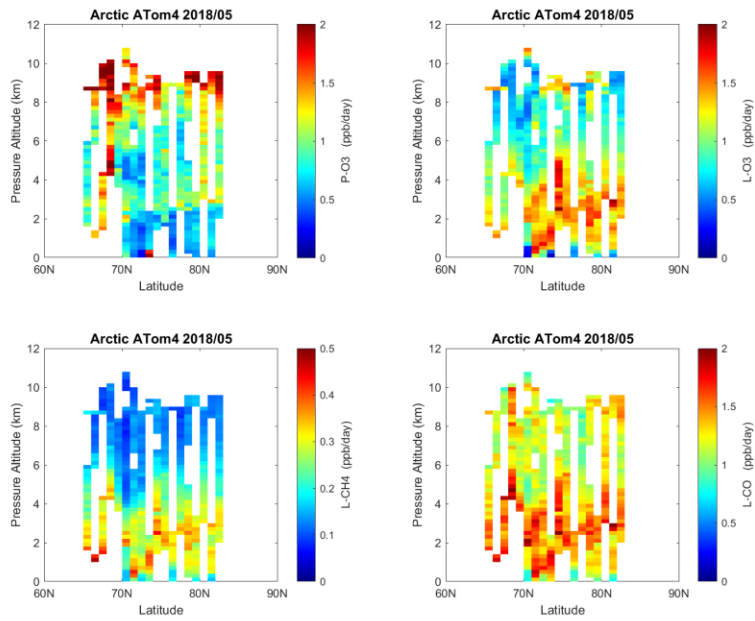 Arctic ATom4 2018/05
12
10
8
6
4
2
0
Pressure Altitude (km)
60N 70N 80N 90N
Latitude
2
1.5
1
0.5
0
P-O3 (ppb/day)
Arctic ATom4 2018/05
12
10
8
6
4
2
0
Pressure Altitude (km)
60N 70N 80N 90N
Latitude
2
1.5
1
0.5
0
L-O3 (ppb/day)
Arctic ATom4 2018/05
12
10
8
6
4
2
0
Pressure Altitude (km)
60N 70N 80N 90N
Latitude
0.5
0.4
0.3
0.2
0.1
0
L-CH4 (ppb/day)
Arctic ATom4 2018/05
12
10
8
6
4
2
0
Pressure Altitude (km)
60N 70N 80N 90N
Latitude
2
1.5
1
0.5
0
L-CO (ppb/day)